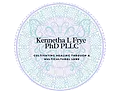 Kennetha I. Frye
PhD PLLC
CULTIVATING HEALING THROUGH A
MULTICULTURAL LENS